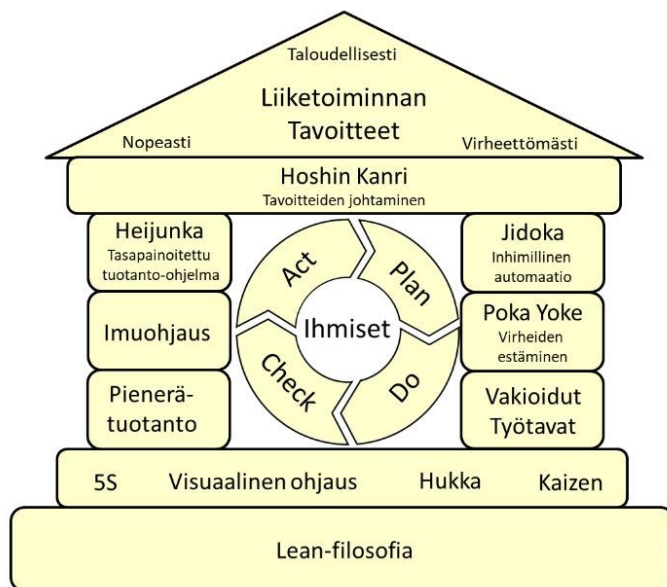 Taloudellisesti
Liiketoiminnan
Tavoitteet
Nopeasti
Virheettömästi
Hoshin Kanri
Tavoitteiden johtaminen
Heijunka
Tasapainoitettu
tuotanto-ohjelma
Imuohjaus
Pienerä-
tuotanto
Act
Plan
Ihmiset
Check
Do
Jidoka
Inhimillinen
automaatio
Poka Yoke
Virheiden
estäminen
Vakioidut
Työtavat
5S Visuaalinen ohjaus Hukka Kaizen
Lean-filosofia